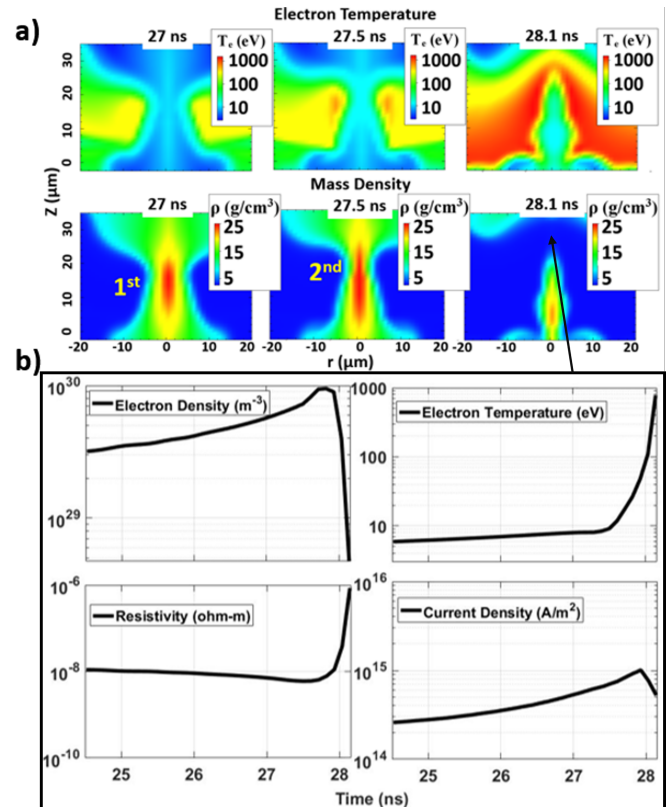 Electron Temperature
a)
27 ns
27.5 ns
28.1 ns
Tₑ (eV)
1000
100
10
Tₑ (eV)
1000
100
10
Tₑ (eV)
1000
100
10
30
20
10
0
Z (μm)
Mass Density
27 ns
27.5 ns
28.1 ns
ρ (g/cm³)
25
15
5
ρ (g/cm³)
25
15
5
ρ (g/cm³)
25
15
5
1ˢᵗ
2ⁿᵈ
30
20
10
0
-20 -10 0 10 20
-10 0 10
-20 -10 0 10 20
r (μm)
b)
10³⁰
10²⁹
Electron Density (m⁻³)
1000
100
10
Electron Temperature (eV)
10⁻⁶
10⁻⁸
10⁻¹⁰
Resistivity (ohm-m)
10¹⁶
10¹⁵
10¹⁴
Current Density (A/m²)
25 26 27 28
25 26 27 28
Time (ns)